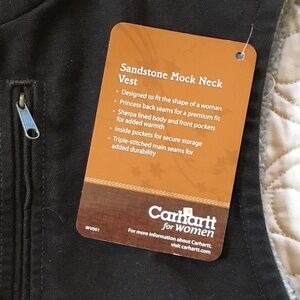 Sandstone Mock Neck
Vest
• Designed to fit the shape of a woman
• Princess back seams for a premium fit
• Sherpa lined body and front pockets
for added warmth
• Inside pockets for secure storage
• Triple-stitched main seams for
added durability
Carhartt
for WOMEN
For more information about Carhartt,
visit carhartt.com
WV001